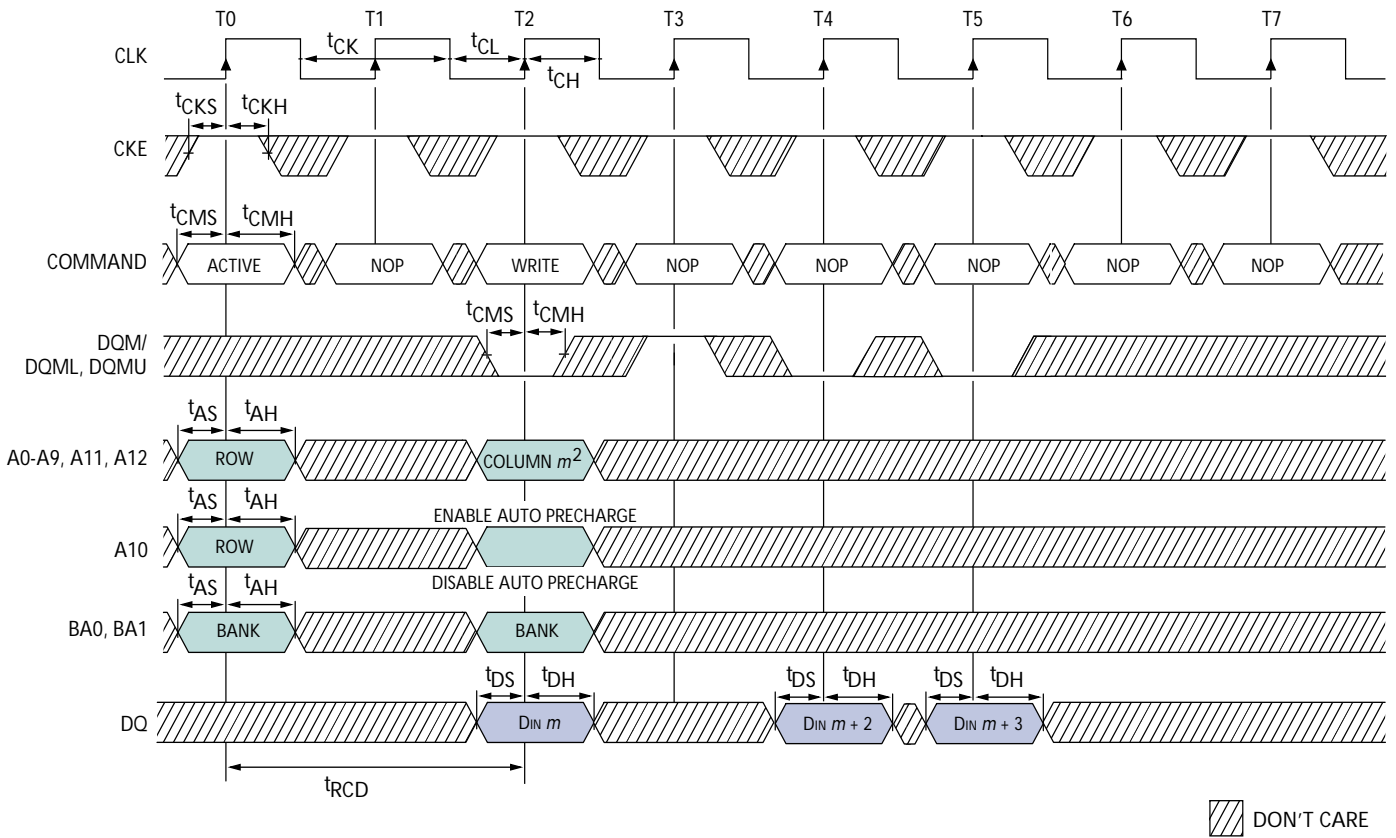 T0 T1 T2 T3 T4 T5 T6 T7
CLK
tCK tCL
tCH
tCKS tCKH
CKE
tCMS tCMH
COMMAND ACTIVE NOP WRITE NOP NOP NOP NOP NOP
tCMS tCMH
DQM/
DQML, DQMU
tAS tAH
A0-A9, A11, A12 ROW COLUMN m2
tAS tAH
ENABLE AUTO PRECHARGE
A10 ROW
DISABLE AUTO PRECHARGE
tAS tAH
BA0, BA1 BANK BANK
tDS tDH tDS tDH tDS tDH
DQ DIN m DIN m + 2 DIN m + 3
tRCD
DON'T CARE